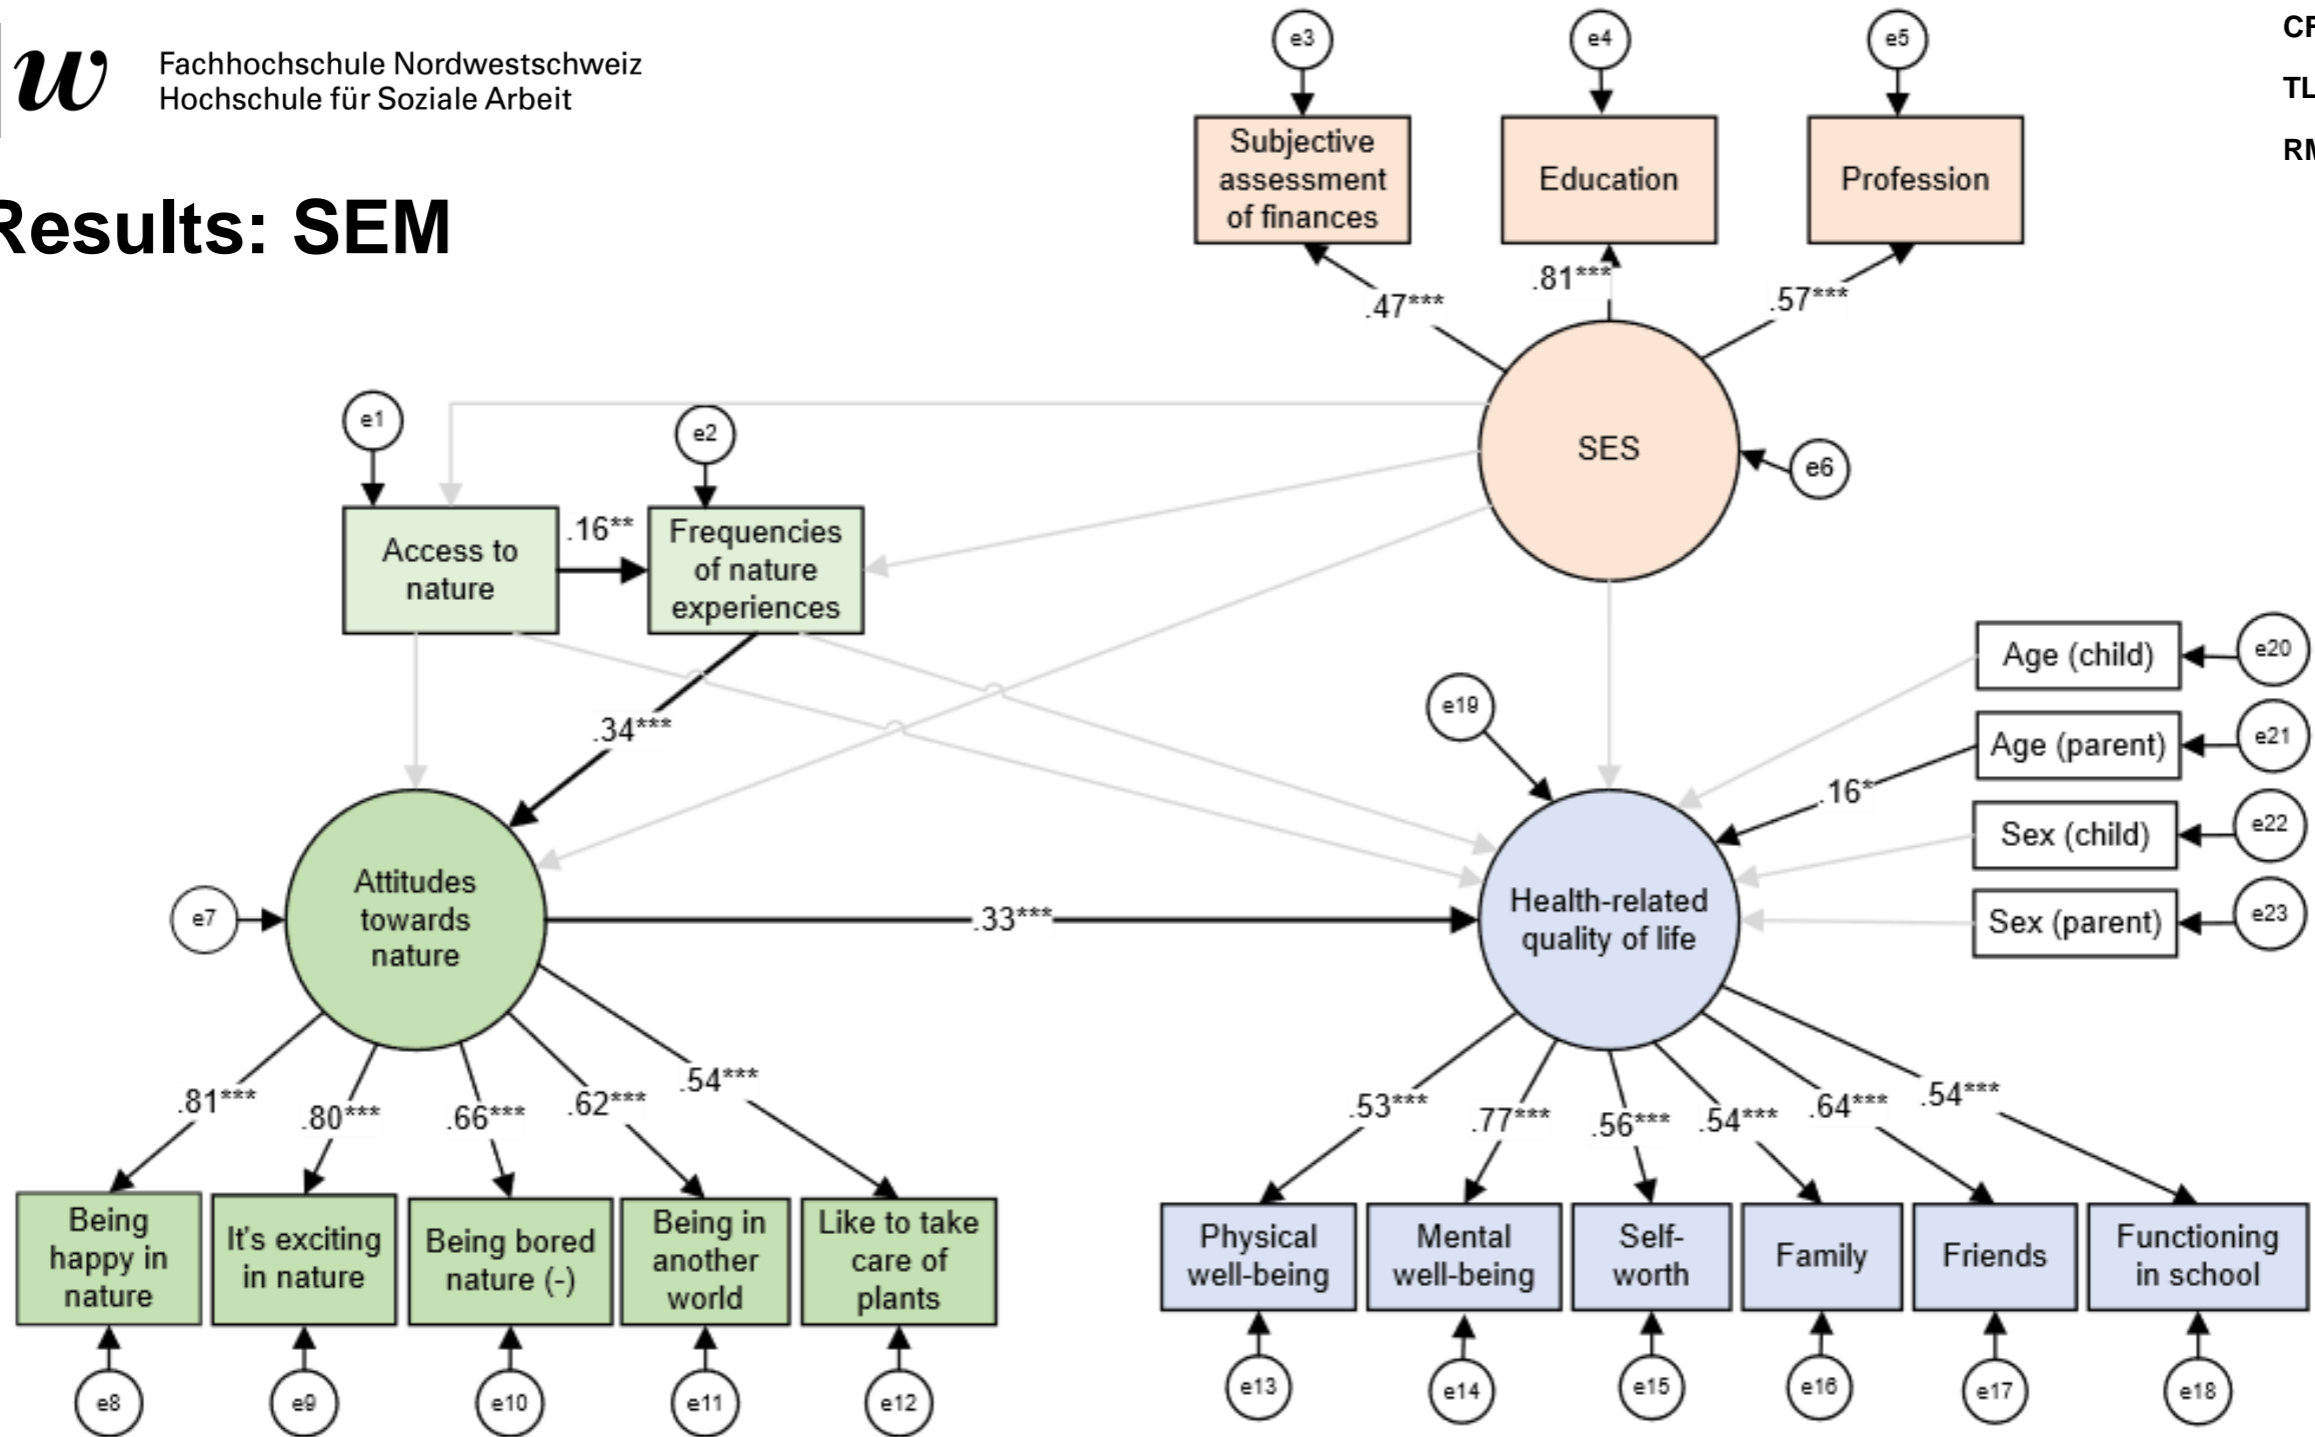 w
Fachhochschule Nordwestschweiz
Hochschule für Soziale Arbeit
Results: SEM
e3
e4
e5
Subjective
assessment
of finances
Education
Profession
.47***
.81***
.57***
SES
e6
e1
e2
Access to
nature
.16**
Frequencies
of nature
experiences
.34***
e19
Age (child)
e20
Age (parent)
e21
.16*
Sex (child)
e22
Sex (parent)
e23
e7
Attitudes
towards
nature
.33***
Health-related
quality of life
.81***
.80***
.66***
.62***
.54***
.53***
.77***
.56***
.54***
.64***
.54***
Being
happy in
nature
It's exciting
in nature
Being bored
nature (-)
Being in
another
world
Like to take
care of
plants
Physical
well-being
Mental
well-being
Self-
worth
Family
Friends
Functioning
in school
e8
e9
e10
e11
e12
e13
e14
e15
e16
e17
e18